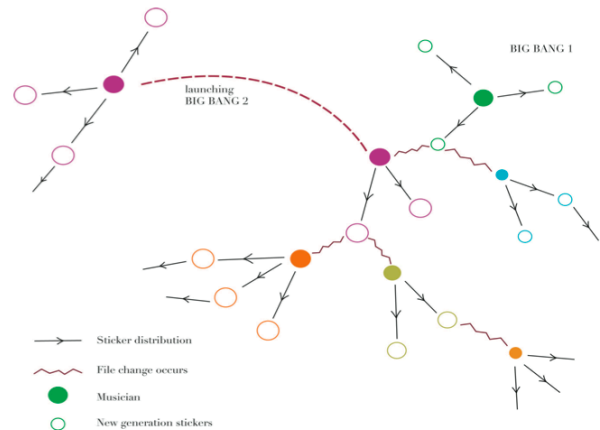 BIG BANG 1
launching
BIG BANG 2
Sticker distribution
File change occurs
Musician
New generation stickers